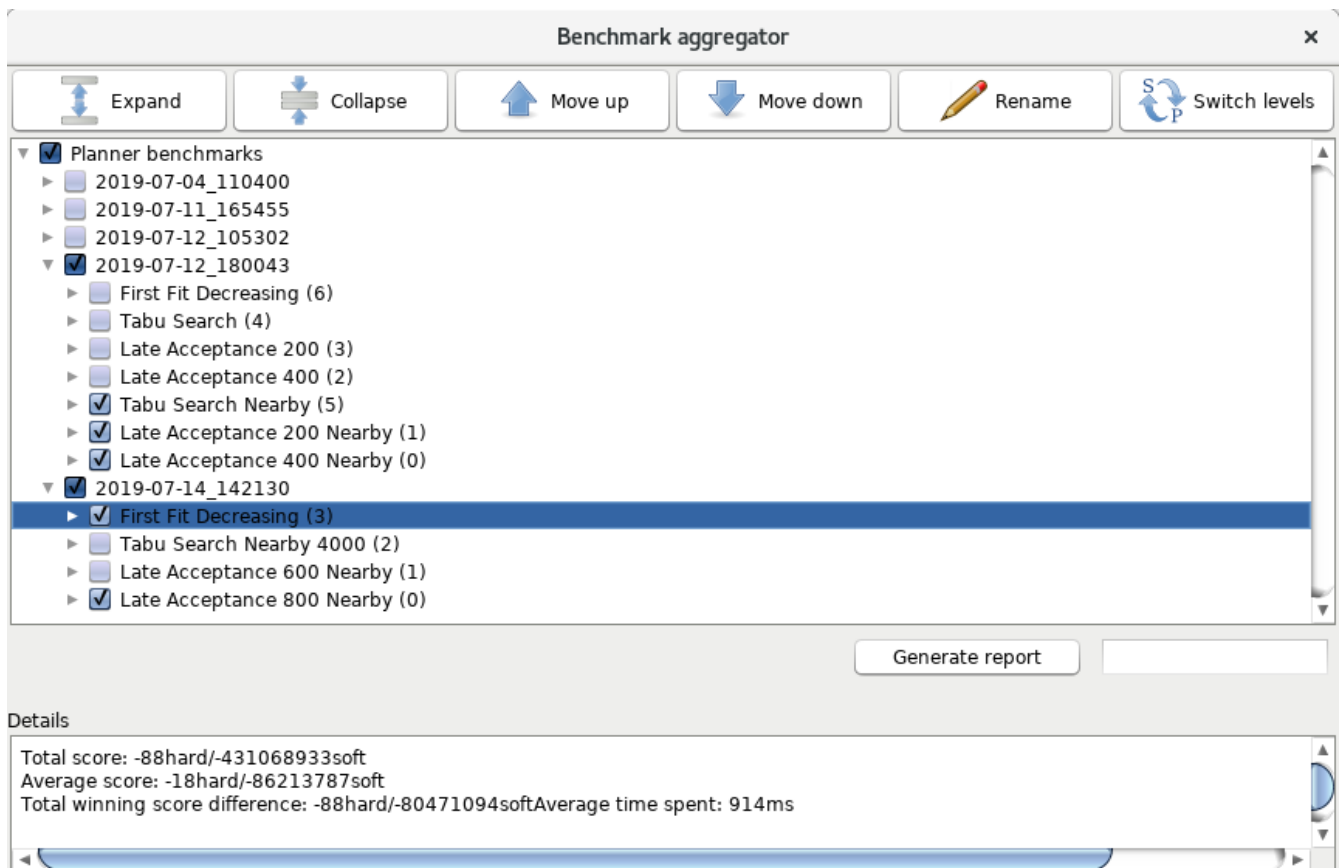 Benchmark aggregator ×
Expand Collapse Move up Move down Rename S P Switch levels
Planner benchmarks
2019-07-04_110400
2019-07-11_165455
2019-07-12_105302
2019-07-12_180043
First Fit Decreasing (6)
Tabu Search (4)
Late Acceptance 200 (3)
Late Acceptance 400 (2)
Tabu Search Nearby (5)
Late Acceptance 200 Nearby (1)
Late Acceptance 400 Nearby (0)
2019-07-14_142130
First Fit Decreasing (3)
Tabu Search Nearby 4000 (2)
Late Acceptance 600 Nearby (1)
Late Acceptance 800 Nearby (0)
Generate report
Details
Total score: -88hard/-431068933soft
Average score: -18hard/-86213787soft
Total winning score difference: -88hard/-80471094softAverage time spent: 914ms